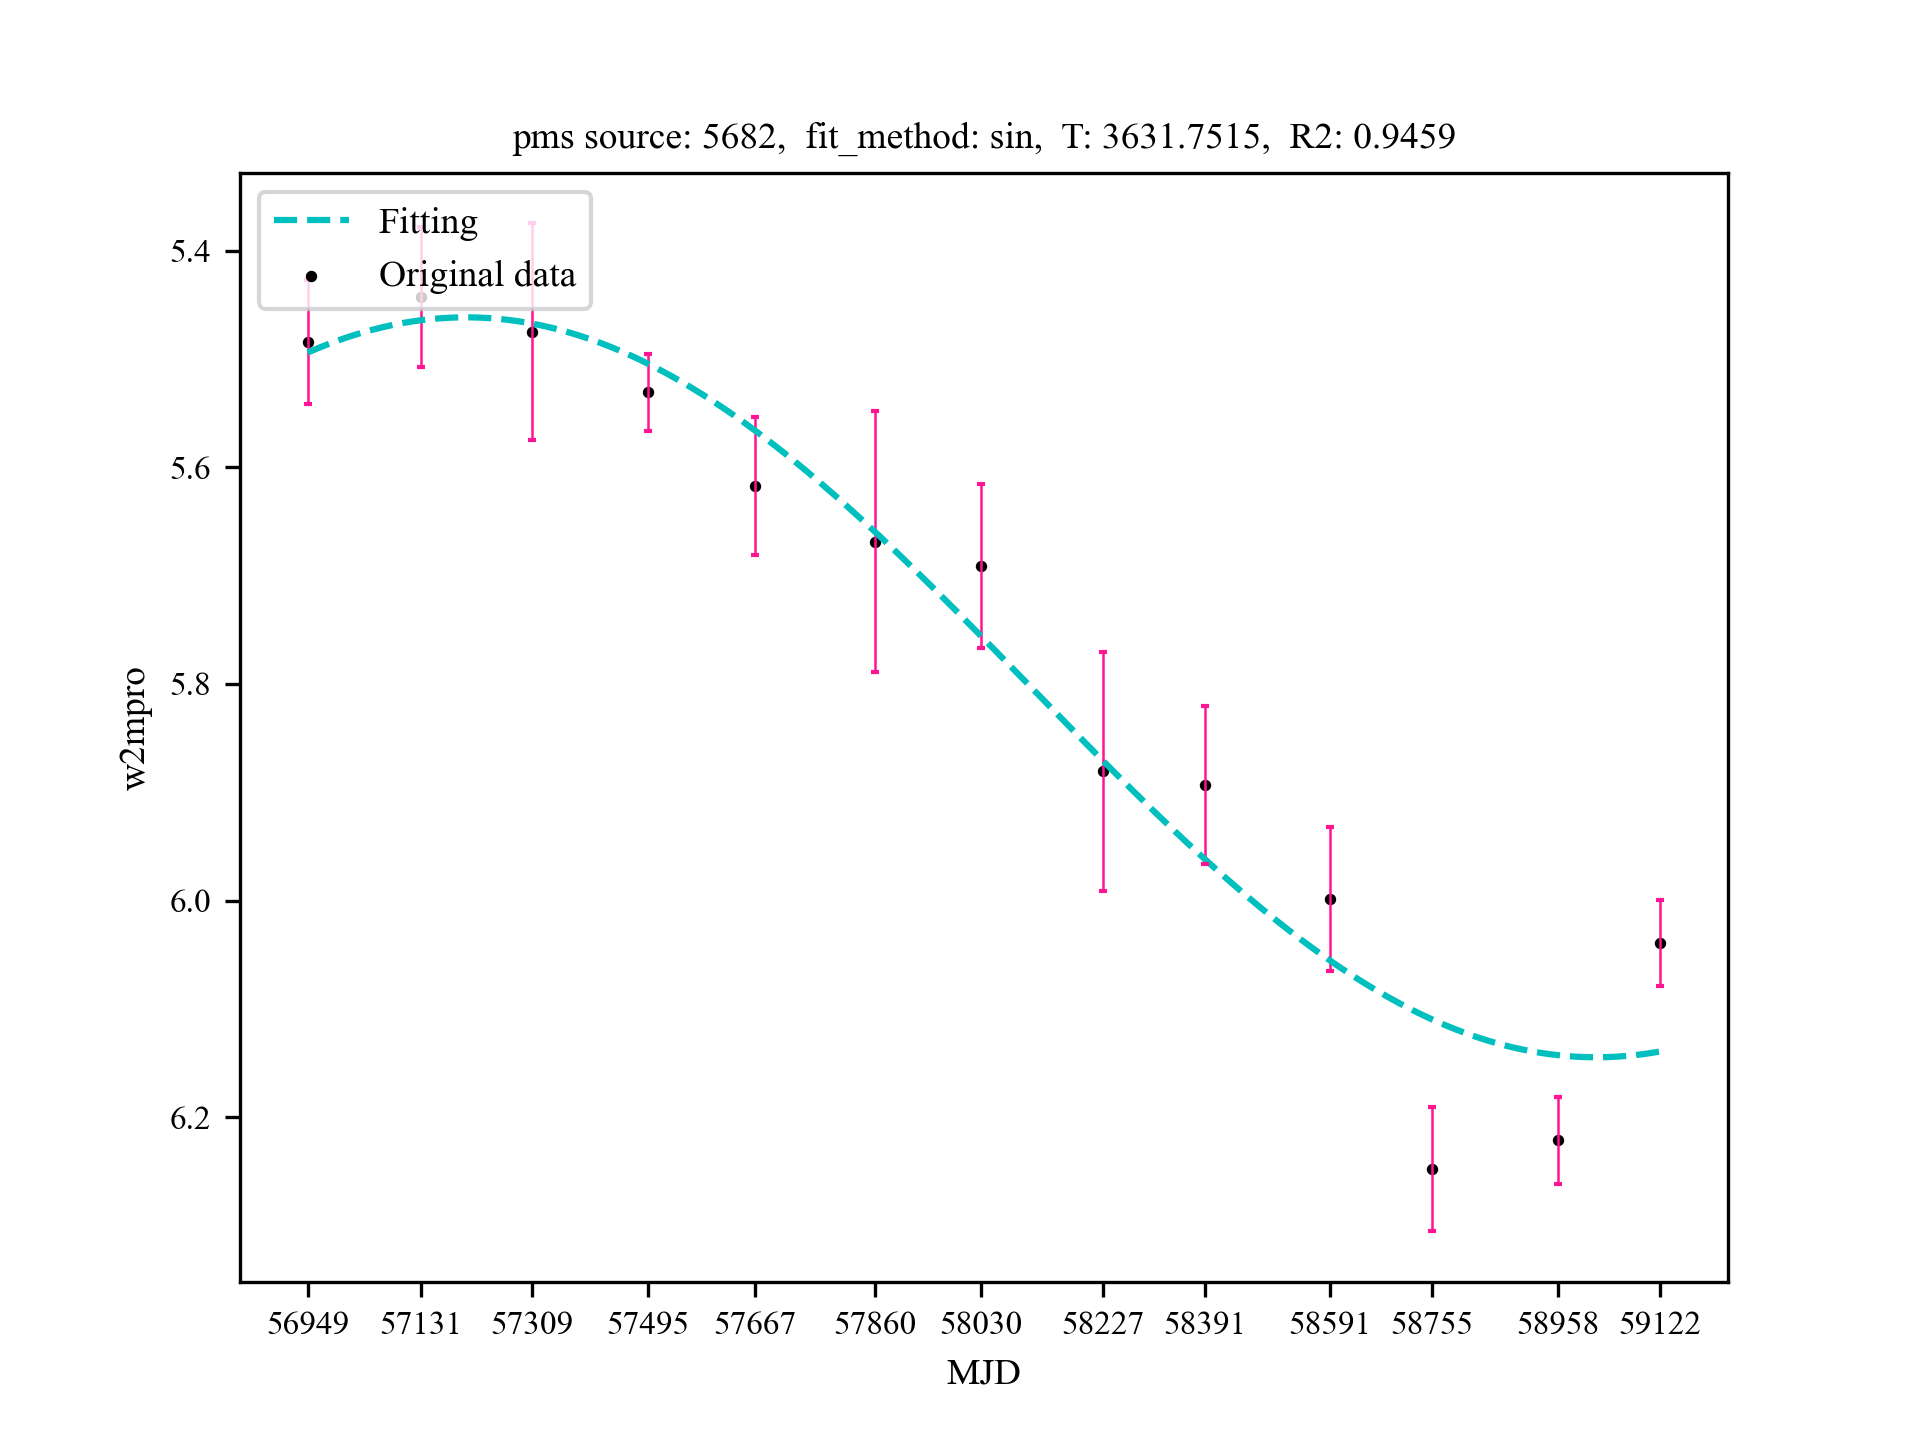 pms source: 5682,  fit_method: sin,  T: 3631.7515,  R2: 0.9459
Fitting
Original data
5.4
5.6
5.8
6.0
6.2
w2mpro
56949 57131 57309 57495 57667 57860 58030 58227 58391 58591 58755 58958 59122
MJD